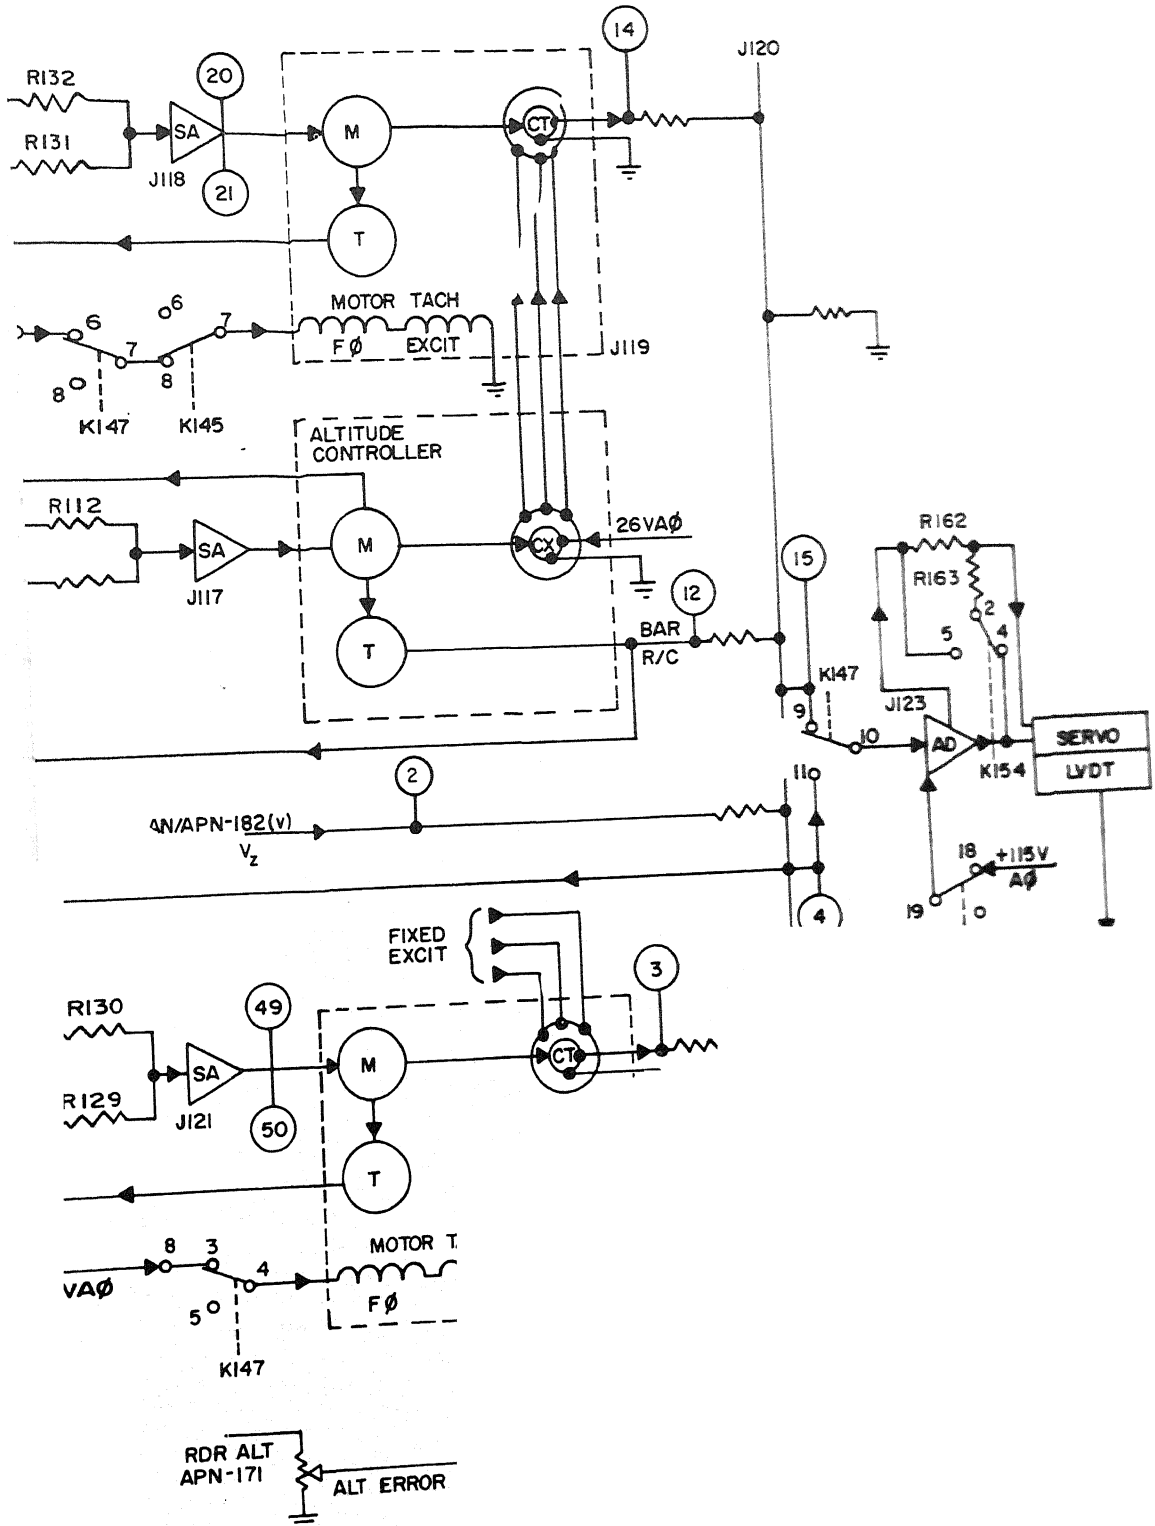 14
J120
20
R132
SA
M
CT
R131
J118
21
T
6
MOTOR TACH
6
7
FØ EXCIT
J119
7
8
8
K147
K145
ALTITUDE
CONTROLLER
R112
26VAØ
R162
SA
M
CX
15
R163
J117
12
2
T
BAR
5
4
R/C
K147
J123
9
10
AD
SERVO
11
K154
LVDT
2
AN/APN-182(V)
Vz
18
+115V
AØ
19
4
FIXED
EXCIT
3
R130
49
SA
M
CT
R129
J121
50
T
8
3
4
MOTOR T
VAØ
5
FØ
K147
RDR ALT
APN-171
ALT ERROR